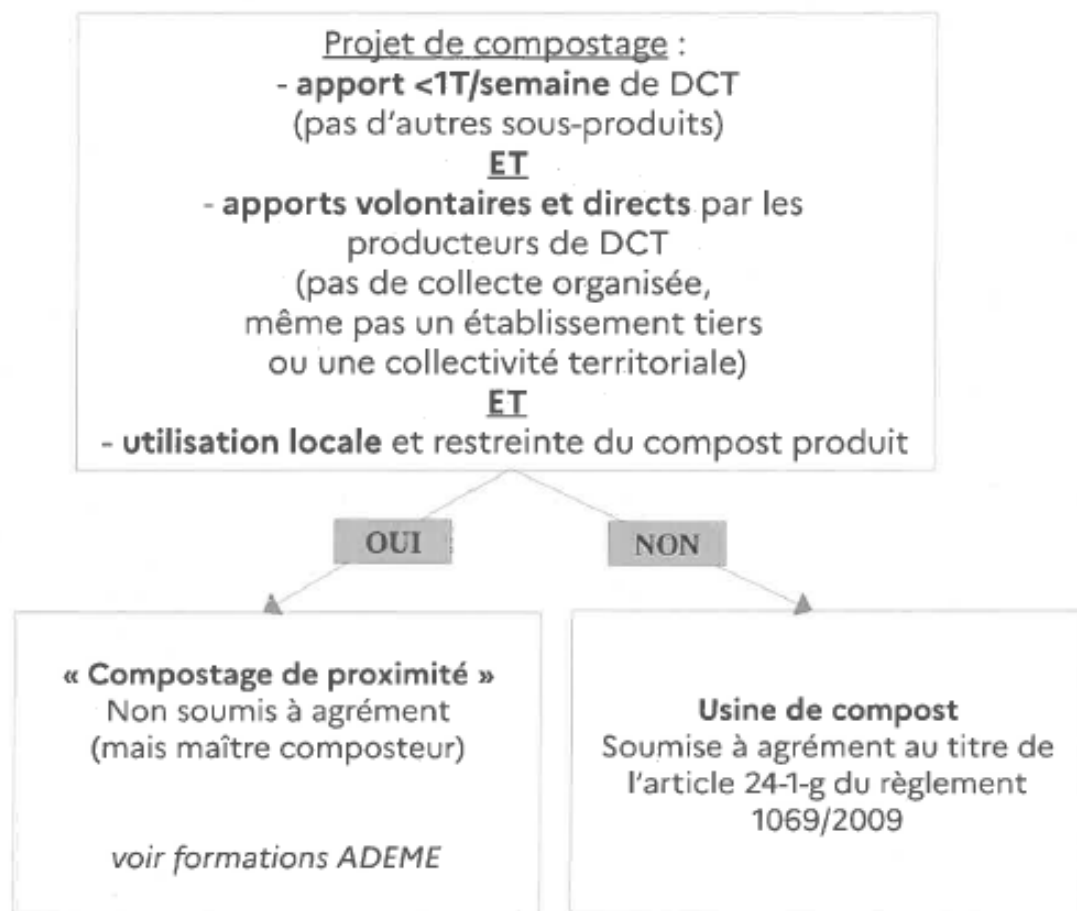 Projet de compostage :
- apport <1T/semaine de DCT
(pas d'autres sous-produits)
ET
- apports volontaires et directs par les
producteurs de DCT
(pas de collecte organisée,
même pas un établissement tiers
ou une collectivité territoriale)
ET
- utilisation locale et restreinte du compost produit
OUI
NON
« Compostage de proximité »
Non soumis à agrément
(mais maître composteur)
voir formations ADEME
Usine de compost
Soumise à agrément au titre de
l'article 24-1-g du règlement
1069/2009